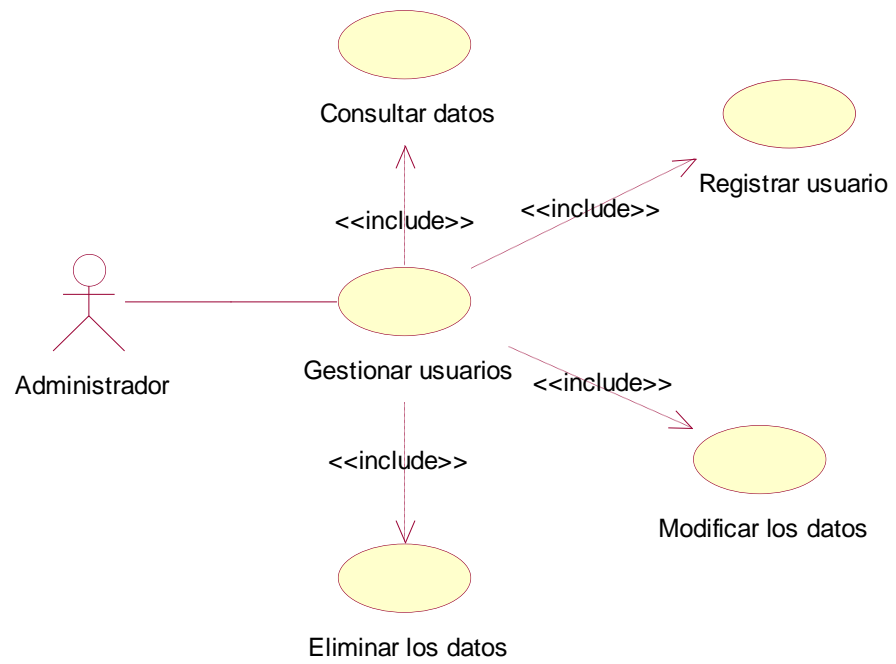 Consultar datos
Registrar usuario
<<include>>
<<include>>
Administrador
Gestionar usuarios
<<include>>
<<include>>
Modificar los datos
Eliminar los datos